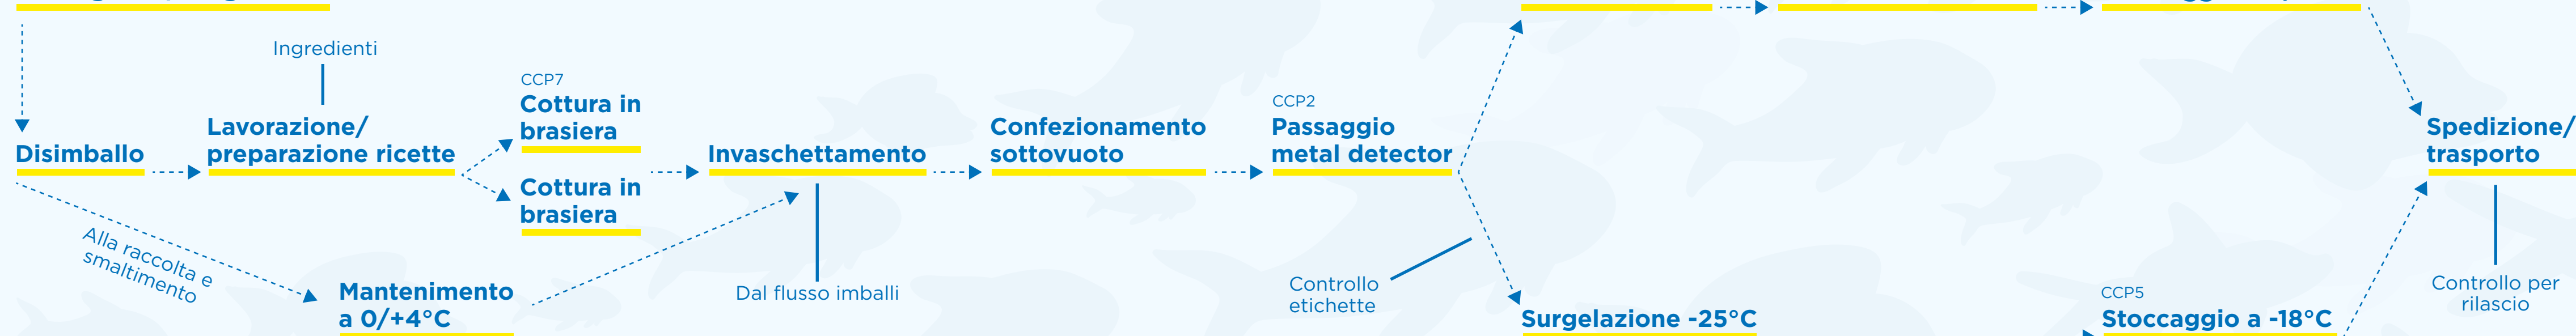 Ingredienti
CCP7
Cottura in
brasiera
Lavorazione/
preparazione ricette
Disimballo
Cottura in
brasiera
Invaschettamento
Confezionamento
sottovuoto
CCP2
Passaggio
metal detector
Spedizione/
trasporto
Alla raccolta e
smaltimento
Mantenimento
a 0/+4°C
Dal flusso imballi
Controllo
etichette
Surgelazione -25°C
CCP5
Stoccaggio a -18°C
Controllo per
rilascio